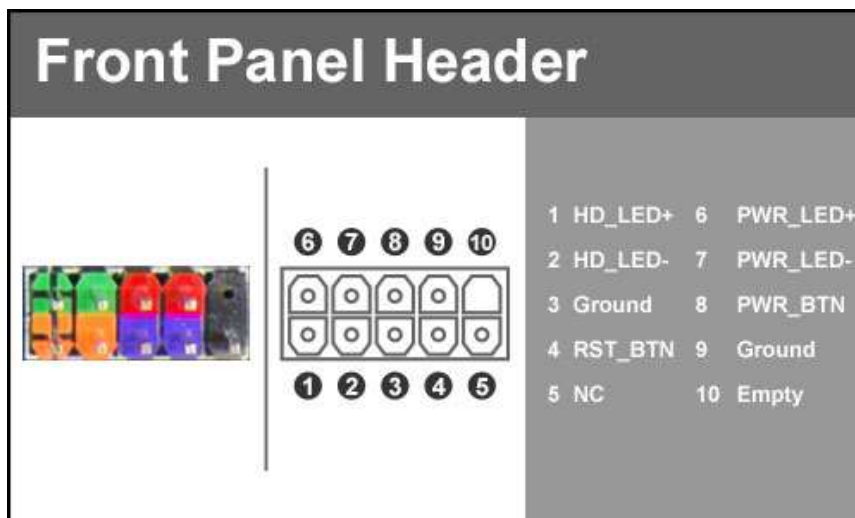 Front Panel Header
6 7 8 9 10
1 2 3 4 5
1 HD_LED+ 6 PWR_LED+
2 HD_LED- 7 PWR_LED-
3 Ground 8 PWR_BTN
4 RST_BTN 9 Ground
5 NC 10 Empty